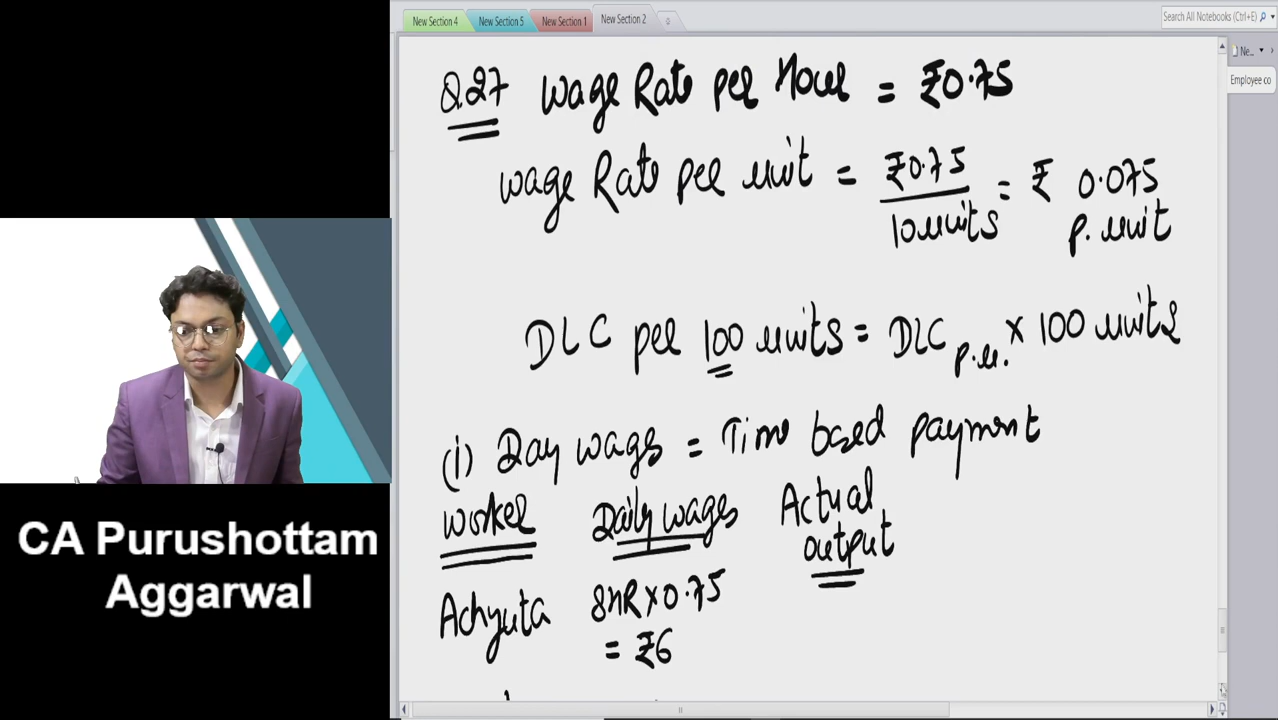 New Section 4
New Section 5
New Section 1
New Section 2
Search All Notebooks (Ctrl+E)
Ne...
Employee co
Q.27 Wage Rate per Hour = ₹0.75
Wage Rate per unit = ₹0.75 / 10 units = ₹ 0.075 p. unit
DLC per 100 units = DLC p.u. × 100 units
(i) Day wages = Time based payment
Worker Daily wages Actual output
Achyuta 8HR × 0.75
= ₹6
CA Purushottam
Aggarwal